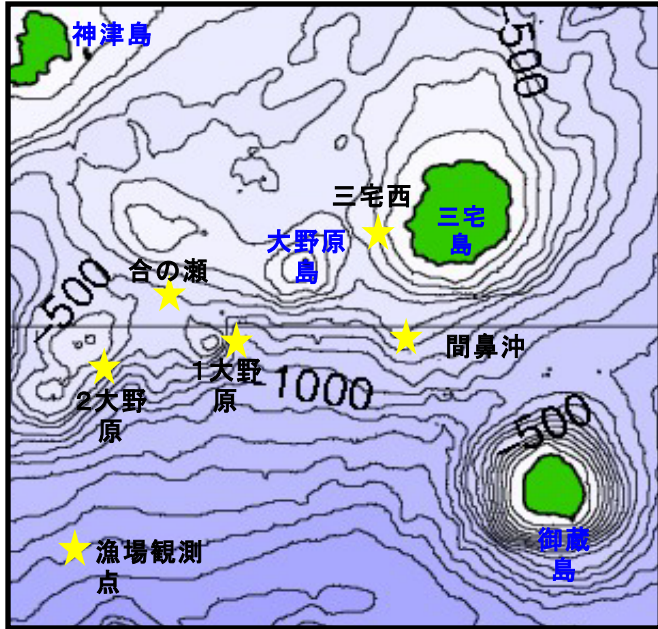 神津島
-500
三宅西
三宅
島
大野原
島
合の瀬
-500
間鼻沖
1大野
原
-1000
2大野
原
-500
御蔵
島
漁場観測
点